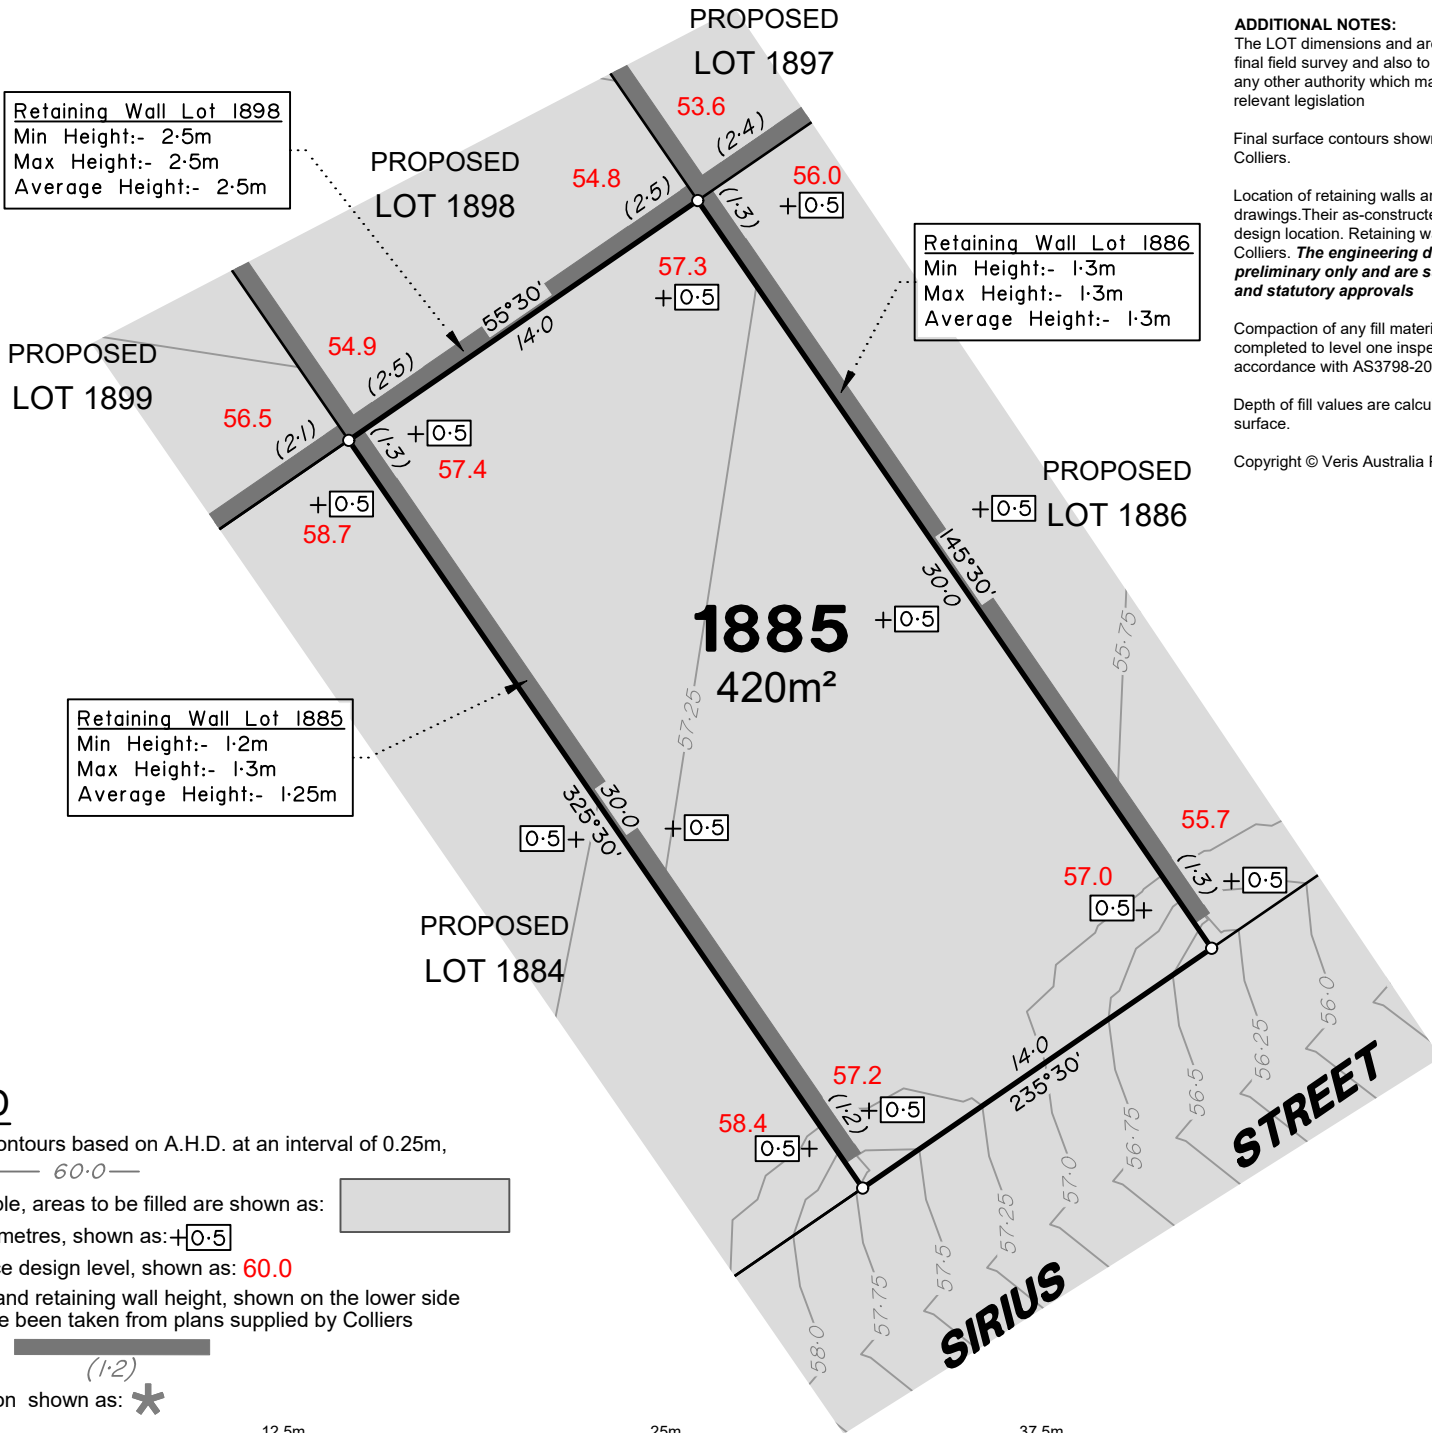 PROPOSED
LOT 1897
ADDITIONAL NOTES:
The LOT dimensions and are
final field survey and also to
any other authority which ma
relevant legislation
Final surface contours shown
Colliers.
Location of retaining walls ar
drawings.Their as-constructe
design location. Retaining wa
Colliers. The engineering d
preliminary only and are s
and statutory approvals
Compaction of any fill materi
completed to level one inspe
accordance with AS3798-20
Depth of fill values are calcu
surface.
Copyright © Veris Australia P
Retaining Wall Lot 1898
Min Height:- 2·5m
Max Height:- 2·5m
Average Height:- 2·5m
PROPOSED
LOT 1898
53.6
(2·4)
54.8
(2·5)
(1·3)
56.0
+0·5
57.3
+0·5
Retaining Wall Lot 1886
Min Height:- 1·3m
Max Height:- 1·3m
Average Height:- 1·3m
55°30'
14·0
PROPOSED
LOT 1899
54.9
(2·5)
56.5
(2·1)
(1·3)
+0·5
57.4
+0·5
58.7
PROPOSED
LOT 1886
+0·5
145°30'
30·0
1885
420m²
+0·5
55·75
57·25
Retaining Wall Lot 1885
Min Height:- 1·2m
Max Height:- 1·3m
Average Height:- 1·25m
30·0
325°30'
0·5+
+0·5
55.7
(1·3)
+0·5
57.0
0·5+
PROPOSED
LOT 1884
57.2
(1·2)
+0·5
58.4
0·5+
14·0
235°30'
58·0
57·75
57·5
57·25
57·0
56·75
56·5
56·25
56·0
SIRIUS STREET
D
ontours based on A.H.D. at an interval of 0.25m,
60·0
ble, areas to be filled are shown as:
metres, shown as:+0·5
e design level, shown as: 60.0
and retaining wall height, shown on the lower side
e been taken from plans supplied by Colliers
(1·2)
on shown as:
12.5m
25m
37.5m